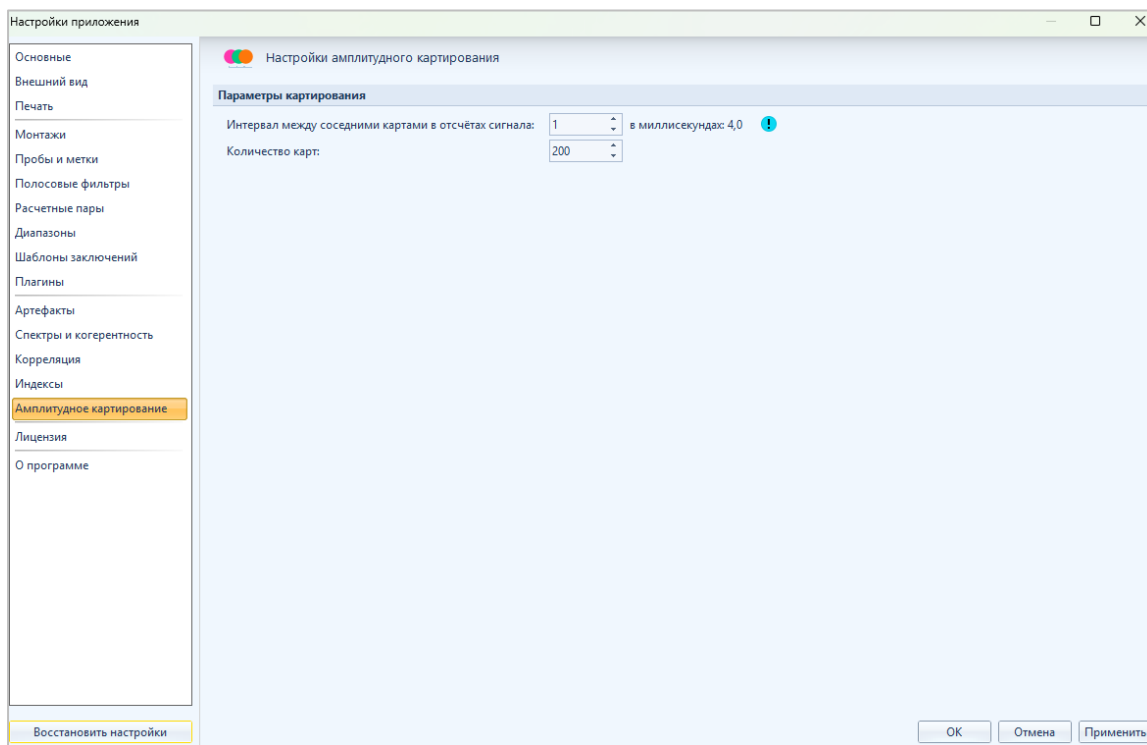 Настройки приложения
Основные
Внешний вид
Печать
Монтажи
Пробы и метки
Полосовые фильтры
Расчетные пары
Диапазоны
Шаблоны заключений
Плагины
Артефакты
Спектры и когерентность
Корреляция
Индексы
Амплитудное картирование
Лицензия
О программе
Восстановить настройки
Настройки амплитудного картирования
Параметры картирования
Интервал между соседними картами в отсчётах сигнала: 1 в миллисекундах: 4,0 !
Количество карт: 200
ОК Отмена Применить